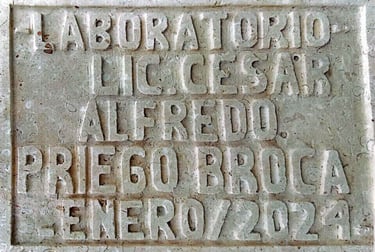 LABORATORIO
LIC. CESAR
ALFREDO
PRIEGO BROCA
-ENERO/2024-